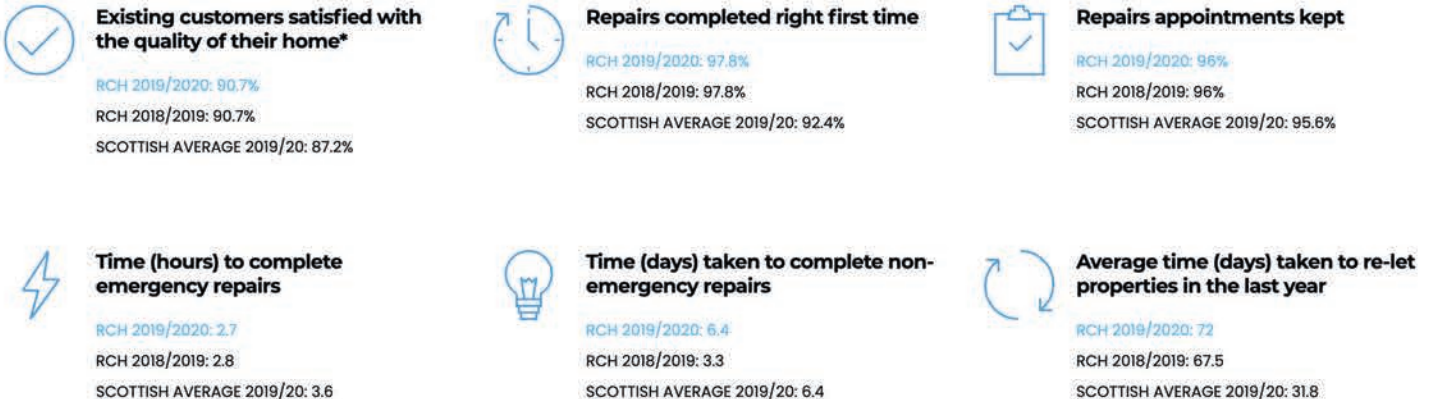 Existing customers satisfied with
the quality of their home*
RCH 2019/2020: 90.7%
RCH 2018/2019: 90.7%
SCOTTISH AVERAGE 2019/20: 87.2%
Repairs completed right first time
RCH 2019/2020: 97.8%
RCH 2018/2019: 97.8%
SCOTTISH AVERAGE 2019/20: 92.4%
Repairs appointments kept
RCH 2019/2020: 96%
RCH 2018/2019: 96%
SCOTTISH AVERAGE 2019/20: 95.6%
Time (hours) to complete
emergency repairs
RCH 2019/2020: 2.7
RCH 2018/2019: 2.8
SCOTTISH AVERAGE 2019/20: 3.6
Time (days) taken to complete non-
emergency repairs
RCH 2019/2020: 6.4
RCH 2018/2019: 3.3
SCOTTISH AVERAGE 2019/20: 6.4
Average time (days) taken to re-let
properties in the last year
RCH 2019/2020: 72
RCH 2018/2019: 67.5
SCOTTISH AVERAGE 2019/20: 31.8